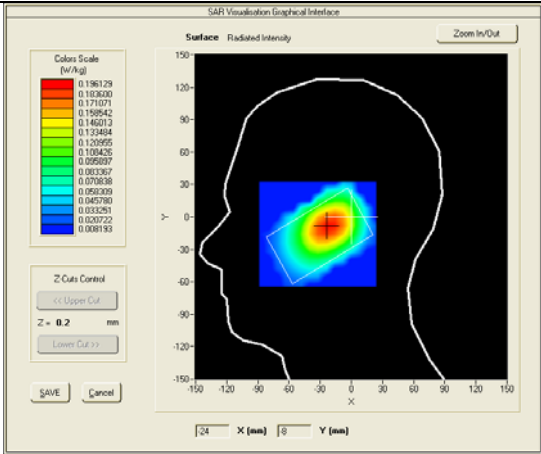 SAR Visualisation Graphical Interface
Surface Radiated Intensity
Zoom In/Out
Colors Scale
(W/kg)
0.196129
0.183600
0.171071
0.158542
0.146013
0.133484
0.120955
0.108426
0.095897
0.083367
0.070838
0.058309
0.045780
0.033251
0.020722
0.008193
150
120
90
60
30
0
-30
-60
-90
-120
-150
Y
-150 -120 -90 -60 -30 0 30 60 90 120 150
X
Z-Cuts Control
<< Upper Cut
Z = 0.2 mm
Lower Cut >>
SAVE Cancel
-24 X (mm) -8 Y (mm)